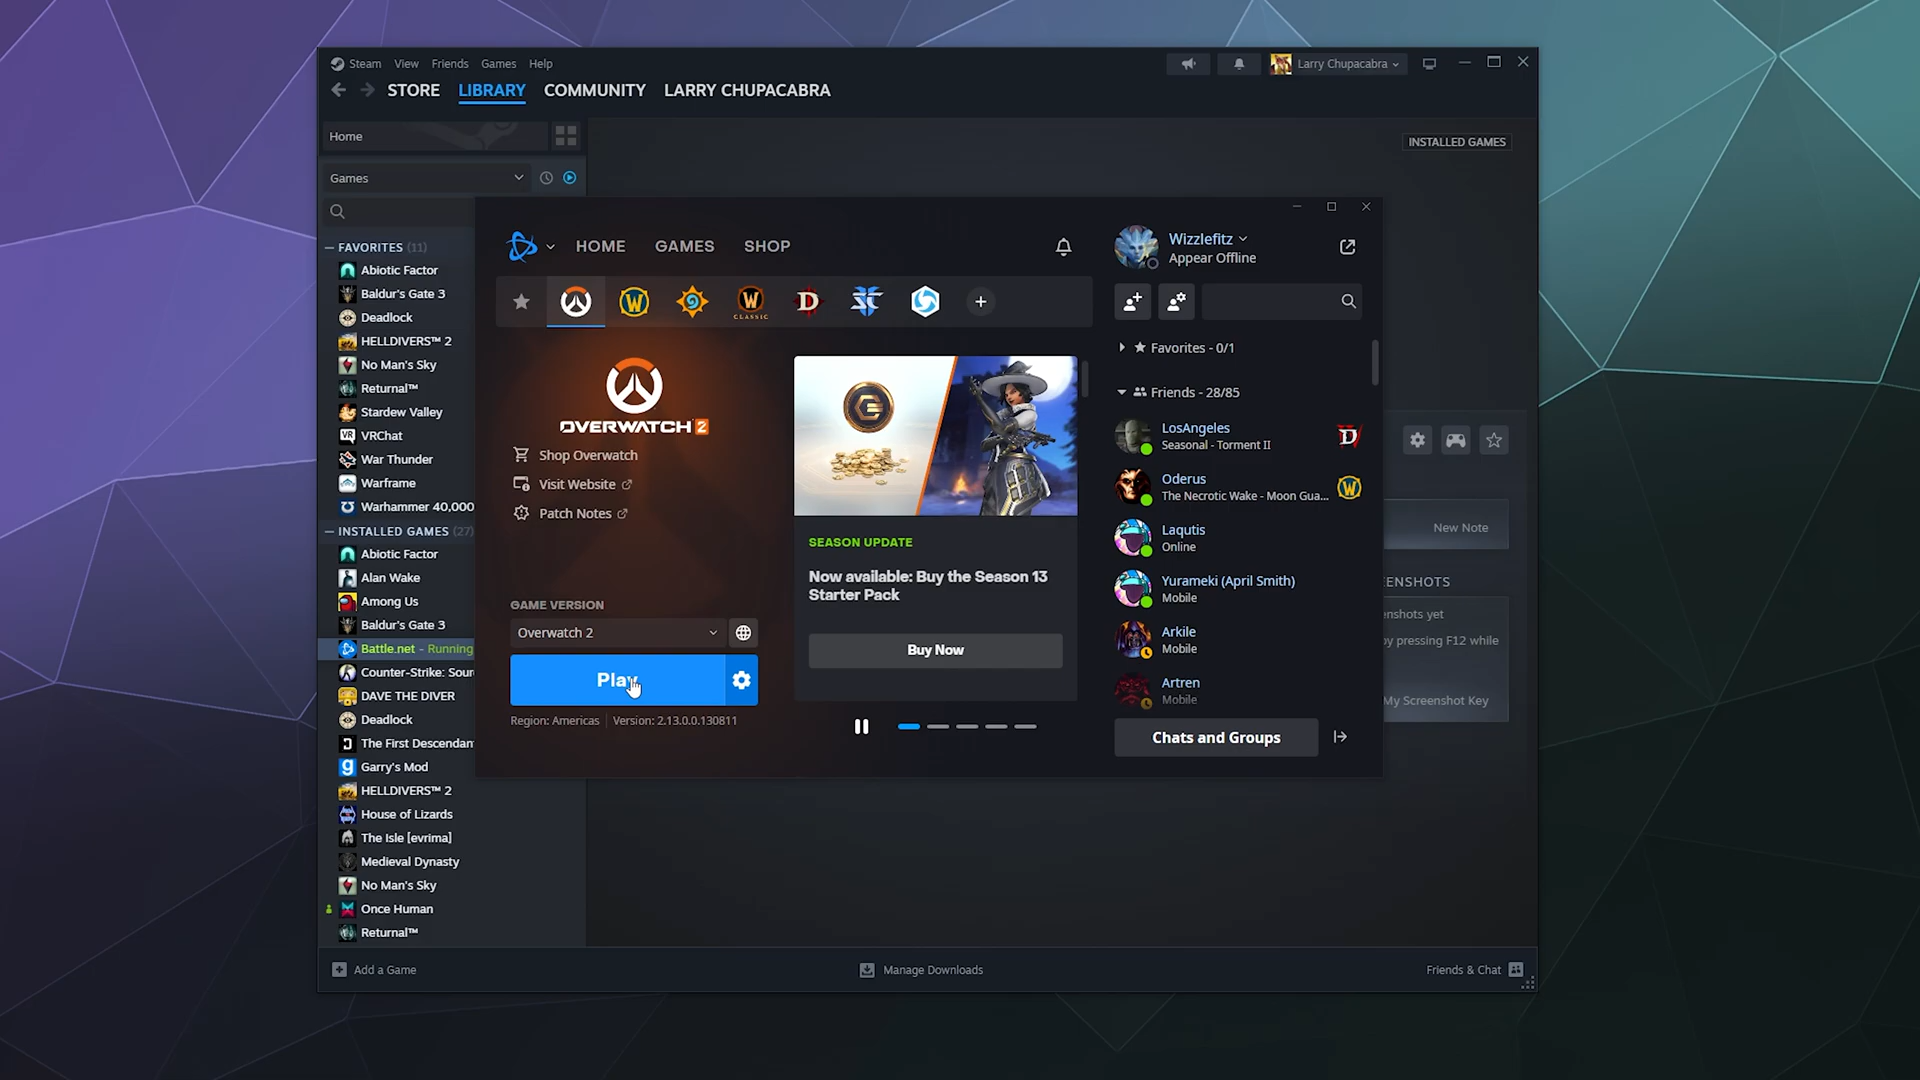 Steam View Friends Games Help
Larry Chupacabra
STORE LIBRARY COMMUNITY LARRY CHUPACABRA
Home
INSTALLED GAMES
Games
FAVORITES (11)
Abiotic Factor
Baldur's Gate 3
Deadlock
HELLDIVERS™ 2
No Man's Sky
Returnal™
Stardew Valley
VRChat
War Thunder
Warframe
Warhammer 40,000
INSTALLED GAMES (27)
Abiotic Factor
Alan Wake
Among Us
Baldur's Gate 3
Battle.net - Running
Counter-Strike: Sour
DAVE THE DIVER
Deadlock
The First Descendan
Garry's Mod
HELLDIVERS™ 2
House of Lizards
The Isle [evrima]
Medieval Dynasty
No Man's Sky
Once Human
Returnal™
HOME GAMES SHOP
CLASSIC
OVERWATCH 2
Shop Overwatch
Visit Website
Patch Notes
GAME VERSION
Overwatch 2
Play
Region: Americas Version: 2.13.0.0.130811
SEASON UPDATE
Now available: Buy the Season 13
Starter Pack
Buy Now
Wizzlefitz
Appear Offline
Favorites - 0/1
Friends - 28/85
LosAngeles
Seasonal - Torment II
Oderus
The Necrotic Wake - Moon Gua...
Laqutis
Online
Yurameki (April Smith)
Mobile
Arkile
Mobile
Artren
Mobile
Chats and Groups
New Note
ENSHOTS
nshots yet
by pressing F12 while
My Screenshot Key
Add a Game
Manage Downloads
Friends & Chat